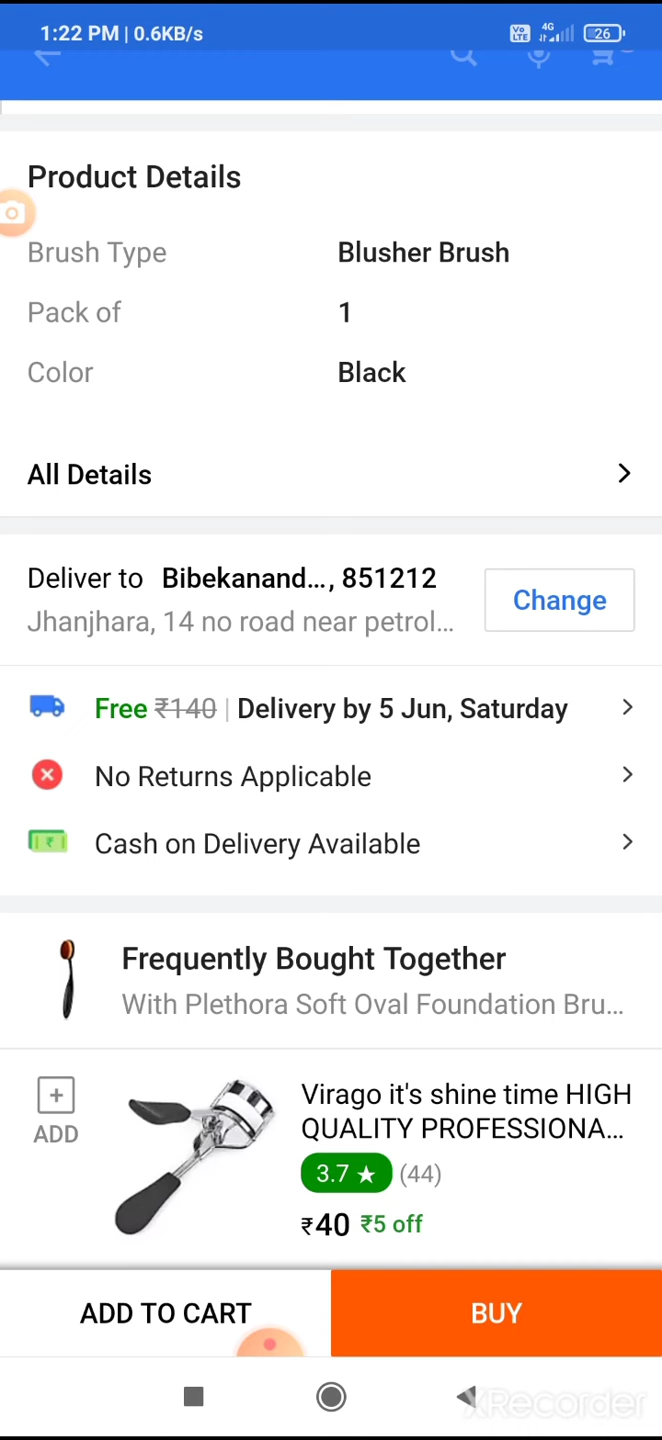 1:22 PM | 0.6KB/s
Vo LTE 4G 26
Product Details
Brush Type Blusher Brush
Pack of 1
Color Black
All Details
Deliver to Bibekanand..., 851212
Jhanjhara, 14 no road near petrol...
Change
Free ₹140 | Delivery by 5 Jun, Saturday
No Returns Applicable
Cash on Delivery Available
Frequently Bought Together
With Plethora Soft Oval Foundation Bru...
ADD
Virago it's shine time HIGH
QUALITY PROFESSIONA...
3.7 ★ (44)
₹40 ₹5 off
ADD TO CART
BUY
XRecorder